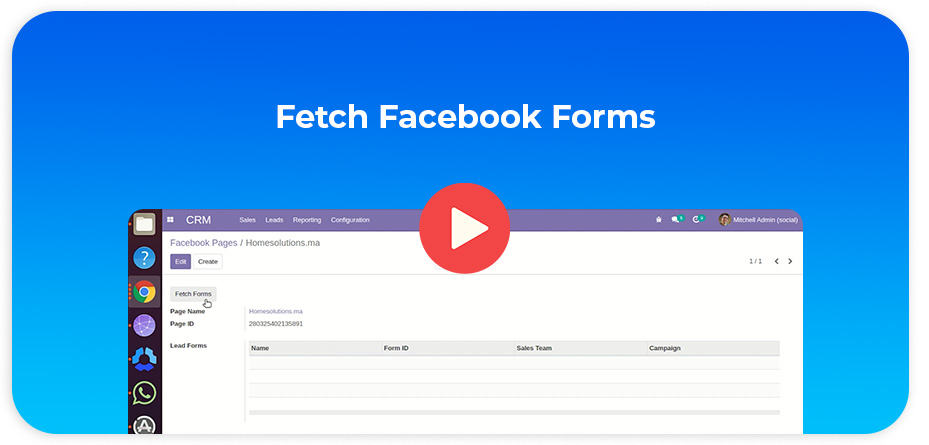 Fetch Facebook Forms
CRM Sales Leads Reporting Configuration Mitchell Admin (social)
Facebook Pages / Homesolutions.ma
Edit Create 1 / 1
Fetch Forms
Page Name Homesolutions.ma
Page ID 280325402135891
Lead Forms Name Form ID Sales Team Campaign